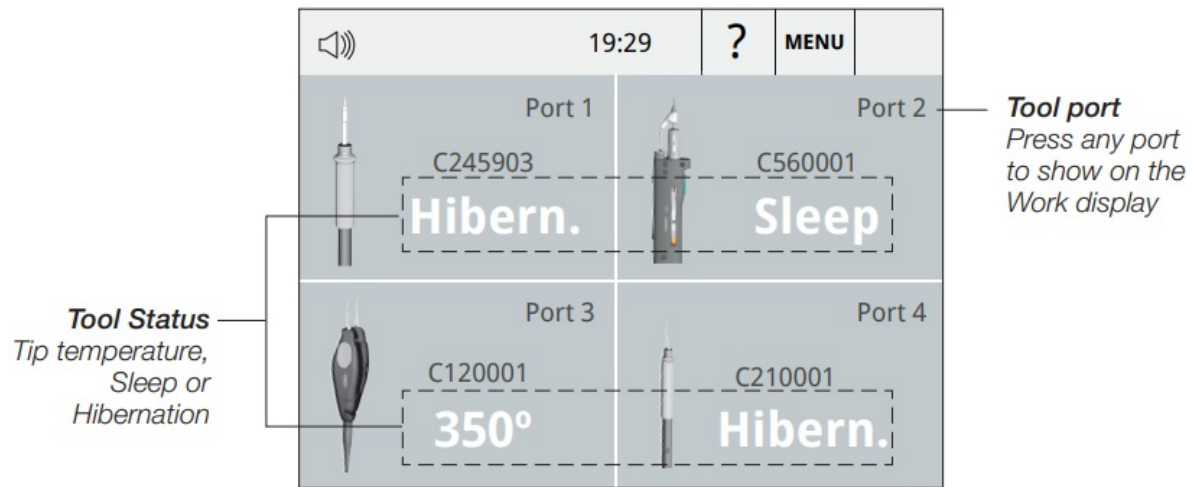 19:29
?
MENU
Port 1
C245903
Hibern.
Port 2
C560001
Sleep
Tool port
Press any port
to show on the
Work display
Tool Status
Tip temperature,
Sleep or
Hibernation
Port 3
C120001
350º
Port 4
C210001
Hibern.